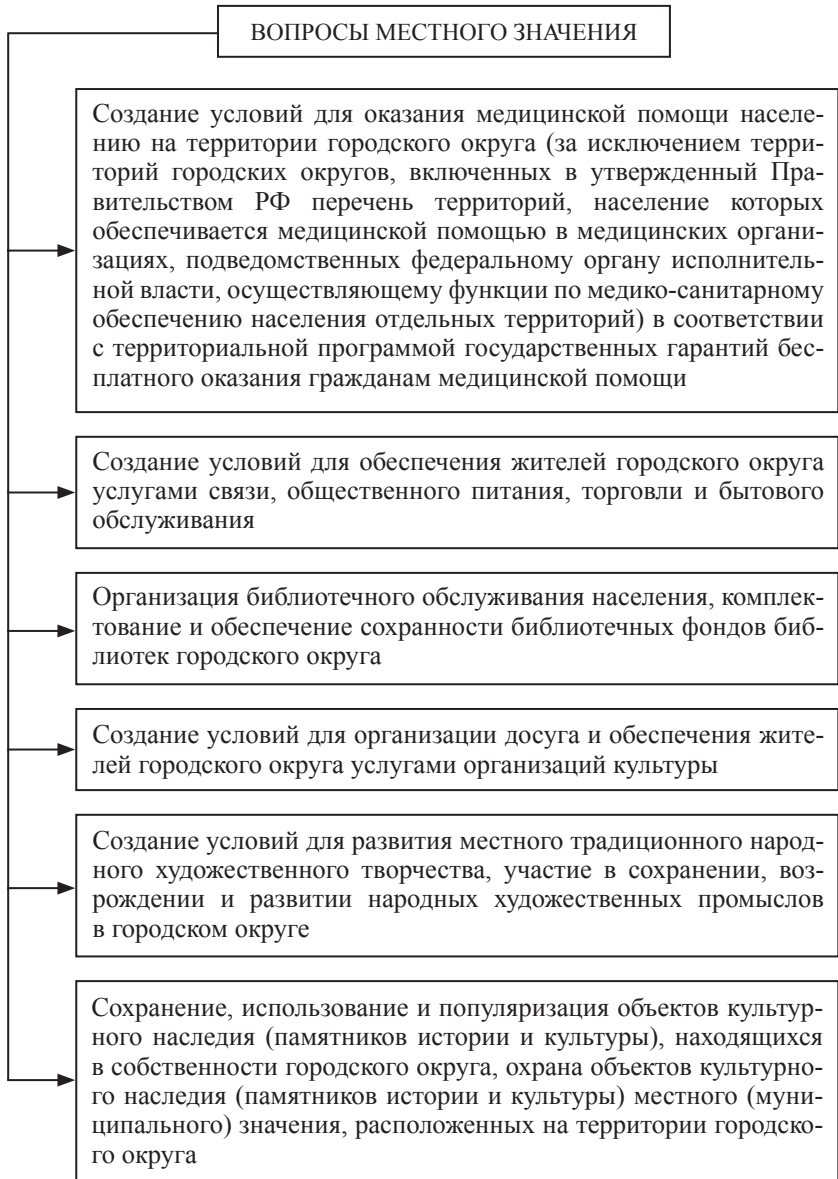 ВОПРОСЫ МЕСТНОГО ЗНАЧЕНИЯ
Создание условий для оказания медицинской помощи насе-
лению на территории городского округа (за исключением терри-
торий городских округов, включенных в утвержденный Пра-
вительством РФ перечень территорий, население которых
обеспечивается медицинской помощью в медицинских органи-
зациях, подведомственных федеральному органу исполнитель-
ной власти, осуществляющему функции по медико-санитарному
обеспечению населения отдельных территорий) в соответствии
с территориальной программой государственных гарантий бес-
платного оказания гражданам медицинской помощи
Создание условий для обеспечения жителей городского округа
услугами связи, общественного питания, торговли и бытового
обслуживания
Организация библиотечного обслуживания населения, комплек-
тование и обеспечение сохранности библиотечных фондов биб-
лиотек городского округа
Создание условий для организации досуга и обеспечения жите-
лей городского округа услугами организаций культуры
Создание условий для развития местного традиционного народ-
ного художественного творчества, участие в сохранении, воз-
рождении и развитии народных художественных промыслов
в городском округе
Сохранение, использование и популяризация объектов культур-
ного наследия (памятников истории и культуры), находящихся
в собственности городского округа, охрана объектов культурно-
го наследия (памятников истории и культуры) местного (муни-
ципального) значения, расположенных на территории городско-
го округа